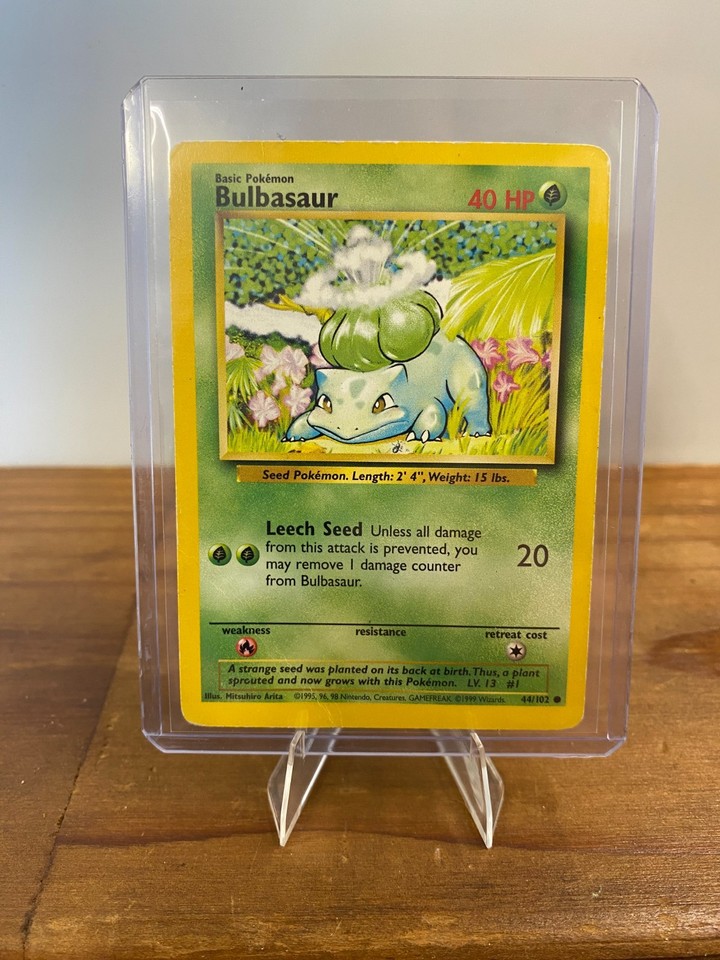 Basic Pokémon
Bulbasaur 40 HP
Seed Pokémon. Length: 2' 4", Weight: 15 lbs.
Leech Seed Unless all damage
from this attack is prevented, you
may remove 1 damage counter
from Bulbasaur.
20
weakness resistance retreat cost
A strange seed was planted on its back at birth. Thus, a plant
sprouted and now grows with this Pokémon. LV. 13 #1
Illus. Mitsuhiro Arita ©1995, 96, 98 Nintendo, Creatures, GAMEFREAK. ©1999 Wizards. 44/102